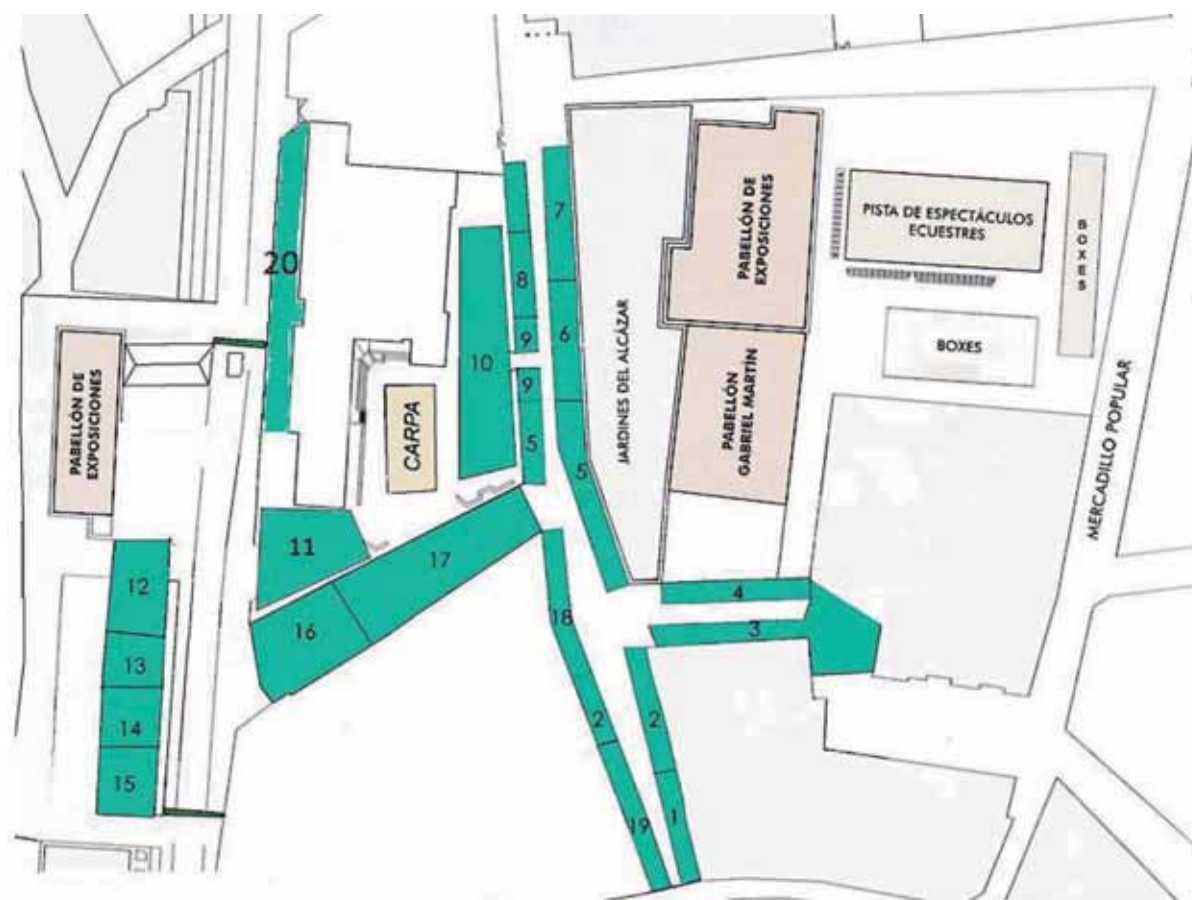 7
PABELLÓN DE
EXPOSICIONES
PISTA DE ESPECTÁCULOS
ECUESTRES
BOXES
20
8
9
6
10
JARDINES DEL ALCÁZAR
BOXES
PABELLÓN DE
EXPOSICIONES
CARPA
9
5
5
PABELLÓN
GABRIEL MARTÍN
MERCADILLO POPULAR
11
17
12
16
18
4
3
13
14
2
2
15
19
1